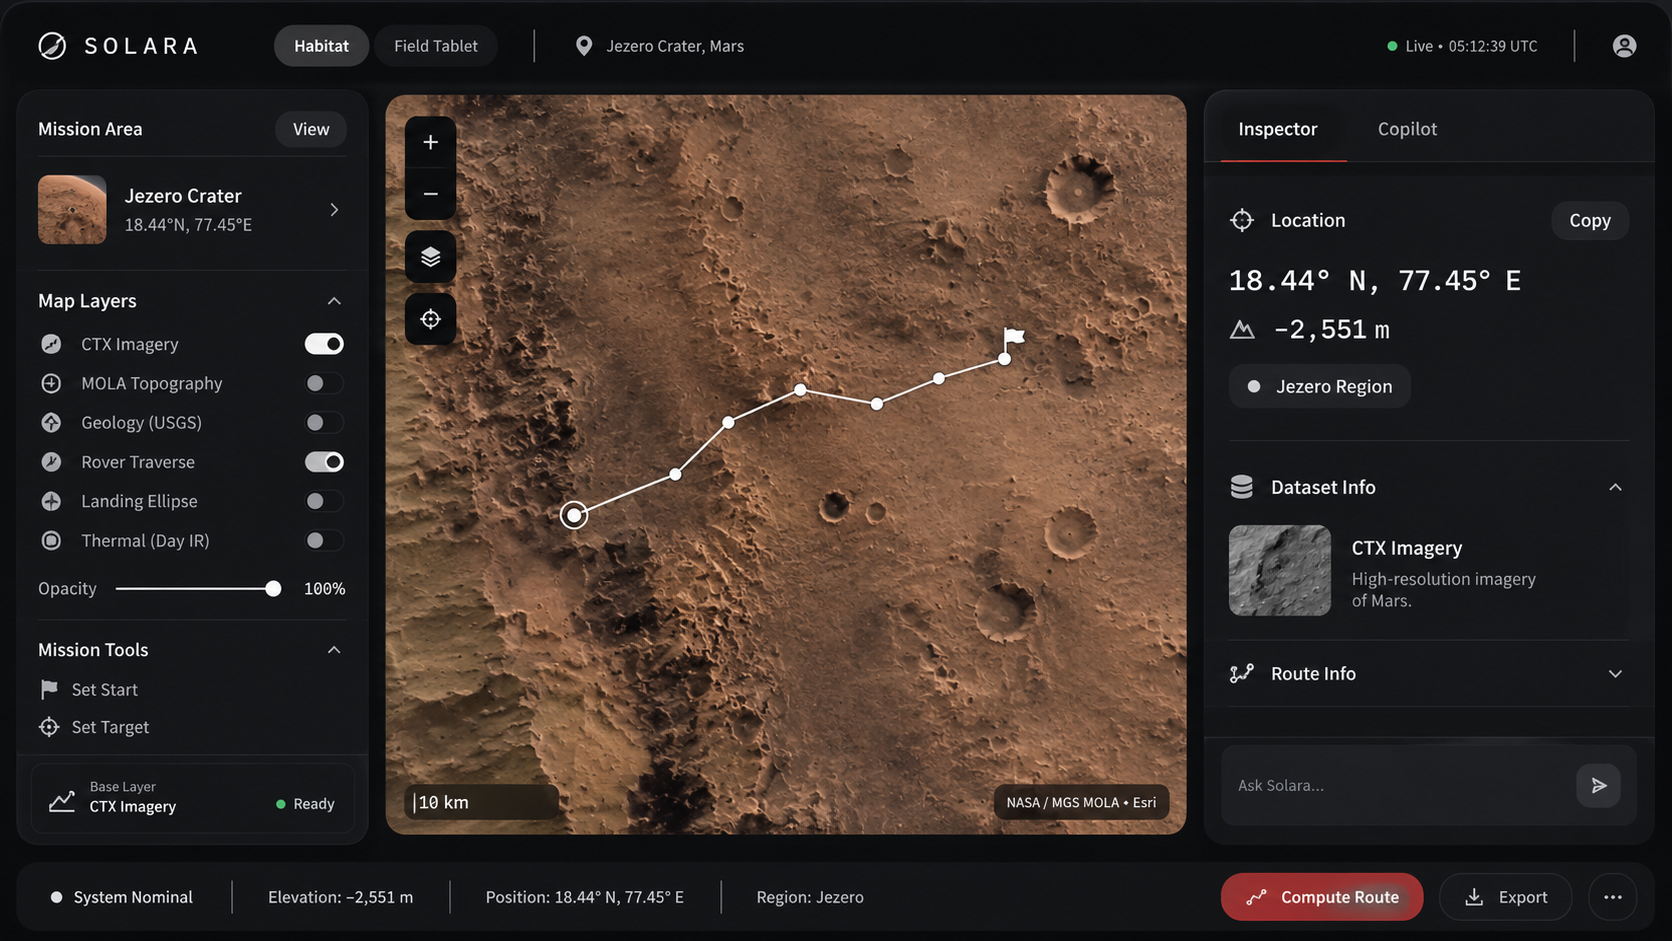 SOLARA
Habitat
Field Tablet
Jezero Crater, Mars
Live • 05:12:39 UTC
Mission Area
View
Jezero Crater
18.44°N, 77.45°E
Map Layers
CTX Imagery
MOLA Topography
Geology (USGS)
Rover Traverse
Landing Ellipse
Thermal (Day IR)
Opacity
100%
Mission Tools
Set Start
Set Target
Base Layer
CTX Imagery
Ready
10 km
NASA / MGS MOLA • Esri
Inspector
Copilot
Location
Copy
18.44° N, 77.45° E
−2,551 m
Jezero Region
Dataset Info
CTX Imagery
High-resolution imagery
of Mars.
Route Info
Ask Solara...
System Nominal
Elevation: −2,551 m
Position: 18.44° N, 77.45° E
Region: Jezero
Compute Route
Export